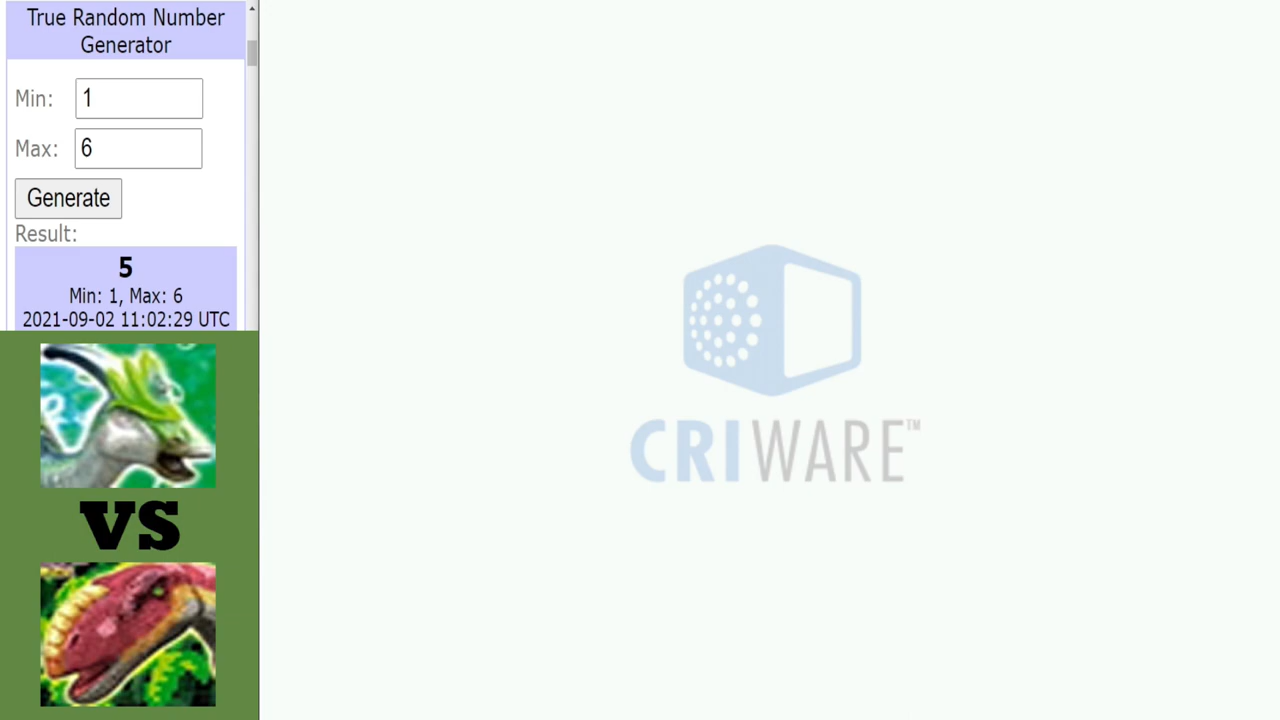 True Random Number
Generator
Min: 1
Max: 6
Generate
Result:
5
Min: 1, Max: 6
2021-09-02 11:02:29 UTC
VS
CRIWARE™